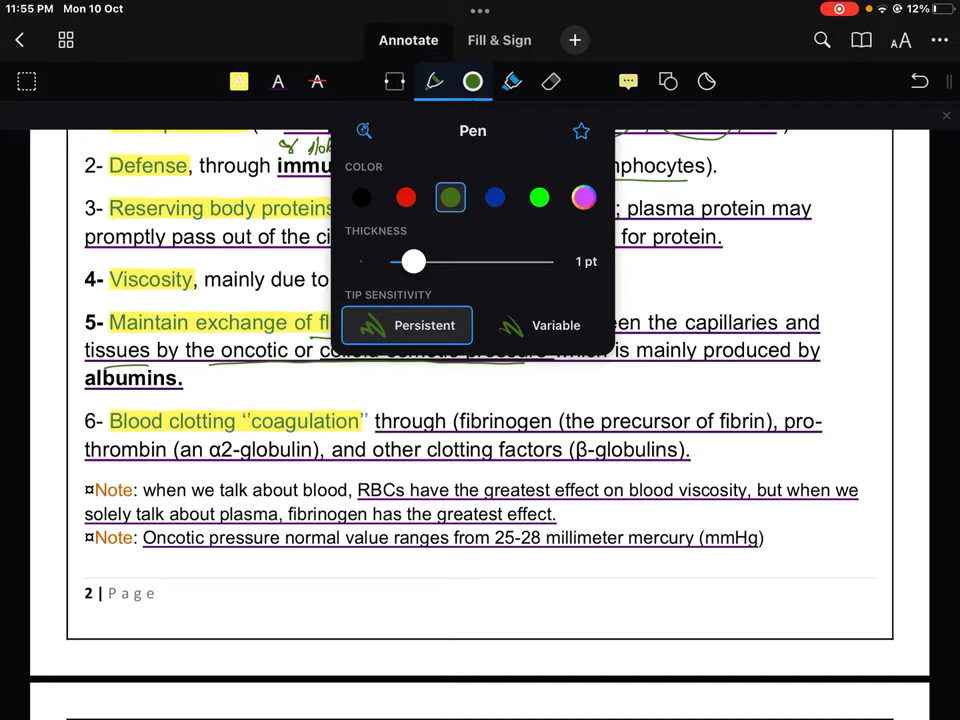 11:55 PM Mon 10 Oct 12%
Annotate Fill & Sign
Pen
COLOR
THICKNESS
1 pt
TIP SENSITIVITY
Persistent Variable
2- Defense, through immu mphocytes).
3- Reserving body proteins ; plasma protein may
promptly pass out of the ci for protein.
4- Viscosity, mainly due to
5- Maintain exchange of fl en the capillaries and
tissues by the oncotic or colloid osmotic pressure which is mainly produced by
albumins.
6- Blood clotting ‘’coagulation’’ through (fibrinogen (the precursor of fibrin), pro-
thrombin (an α2-globulin), and other clotting factors (β-globulins).
¤Note: when we talk about blood, RBCs have the greatest effect on blood viscosity, but when we
solely talk about plasma, fibrinogen has the greatest effect.
¤Note: Oncotic pressure normal value ranges from 25-28 millimeter mercury (mmHg)
2 | Page